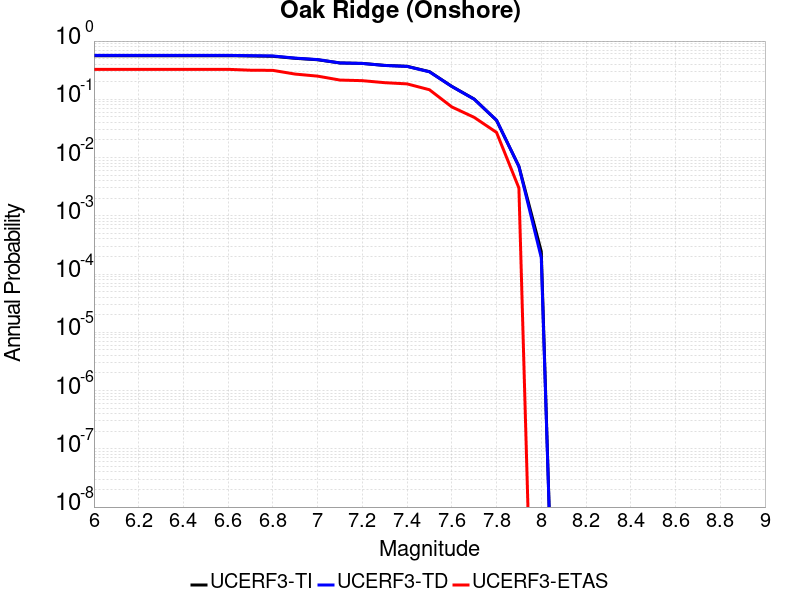 Oak Ridge (Onshore)
10^0
10^-1
10^-2
10^-3
10^-4
10^-5
10^-6
10^-7
10^-8
Annual Probability
6 6.2 6.4 6.6 6.8 7 7.2 7.4 7.6 7.8 8 8.2 8.4 8.6 8.8 9
Magnitude
UCERF3-TI UCERF3-TD UCERF3-ETAS